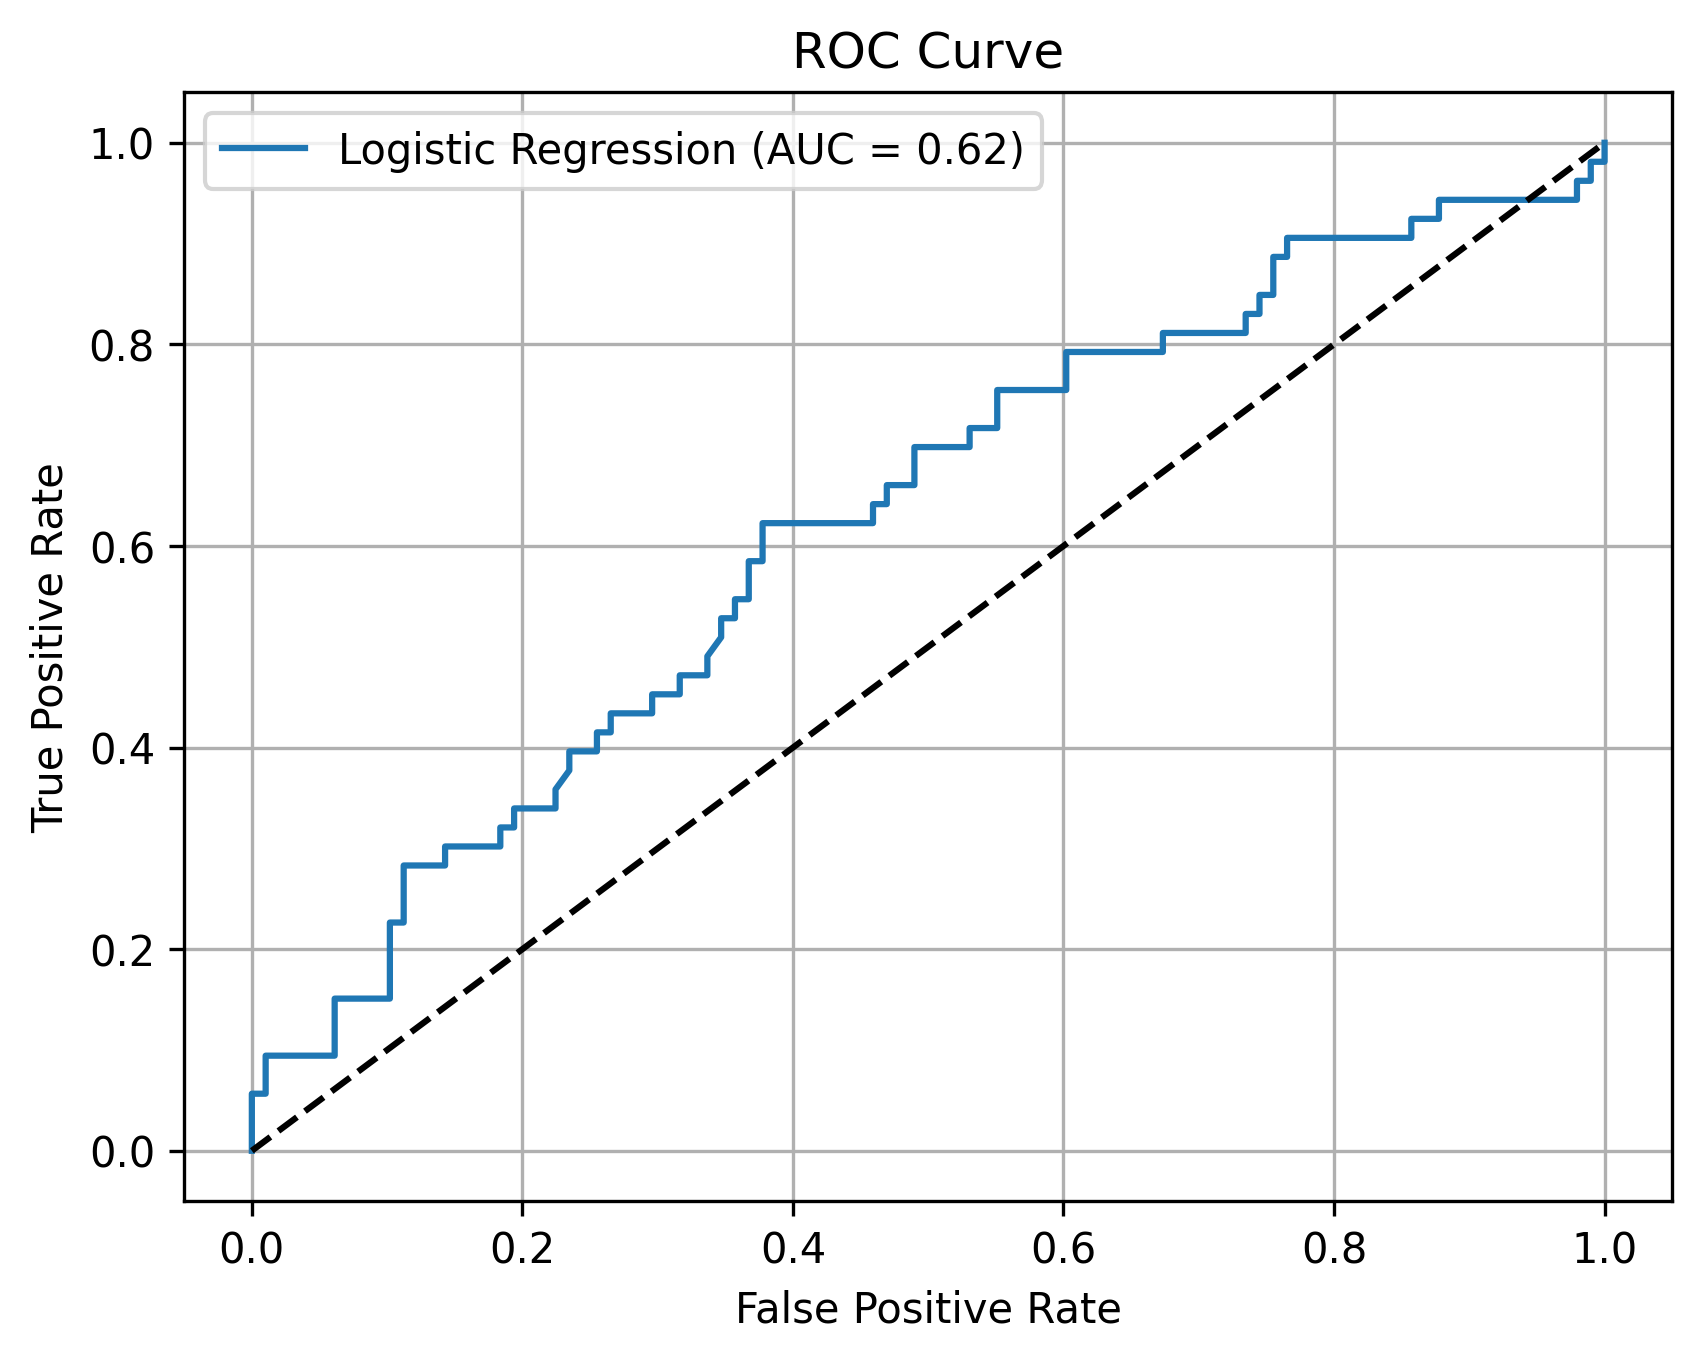 ROC Curve
Logistic Regression (AUC = 0.62)
1.0
0.8
0.6
0.4
0.2
0.0
True Positive Rate
0.0 0.2 0.4 0.6 0.8 1.0
False Positive Rate